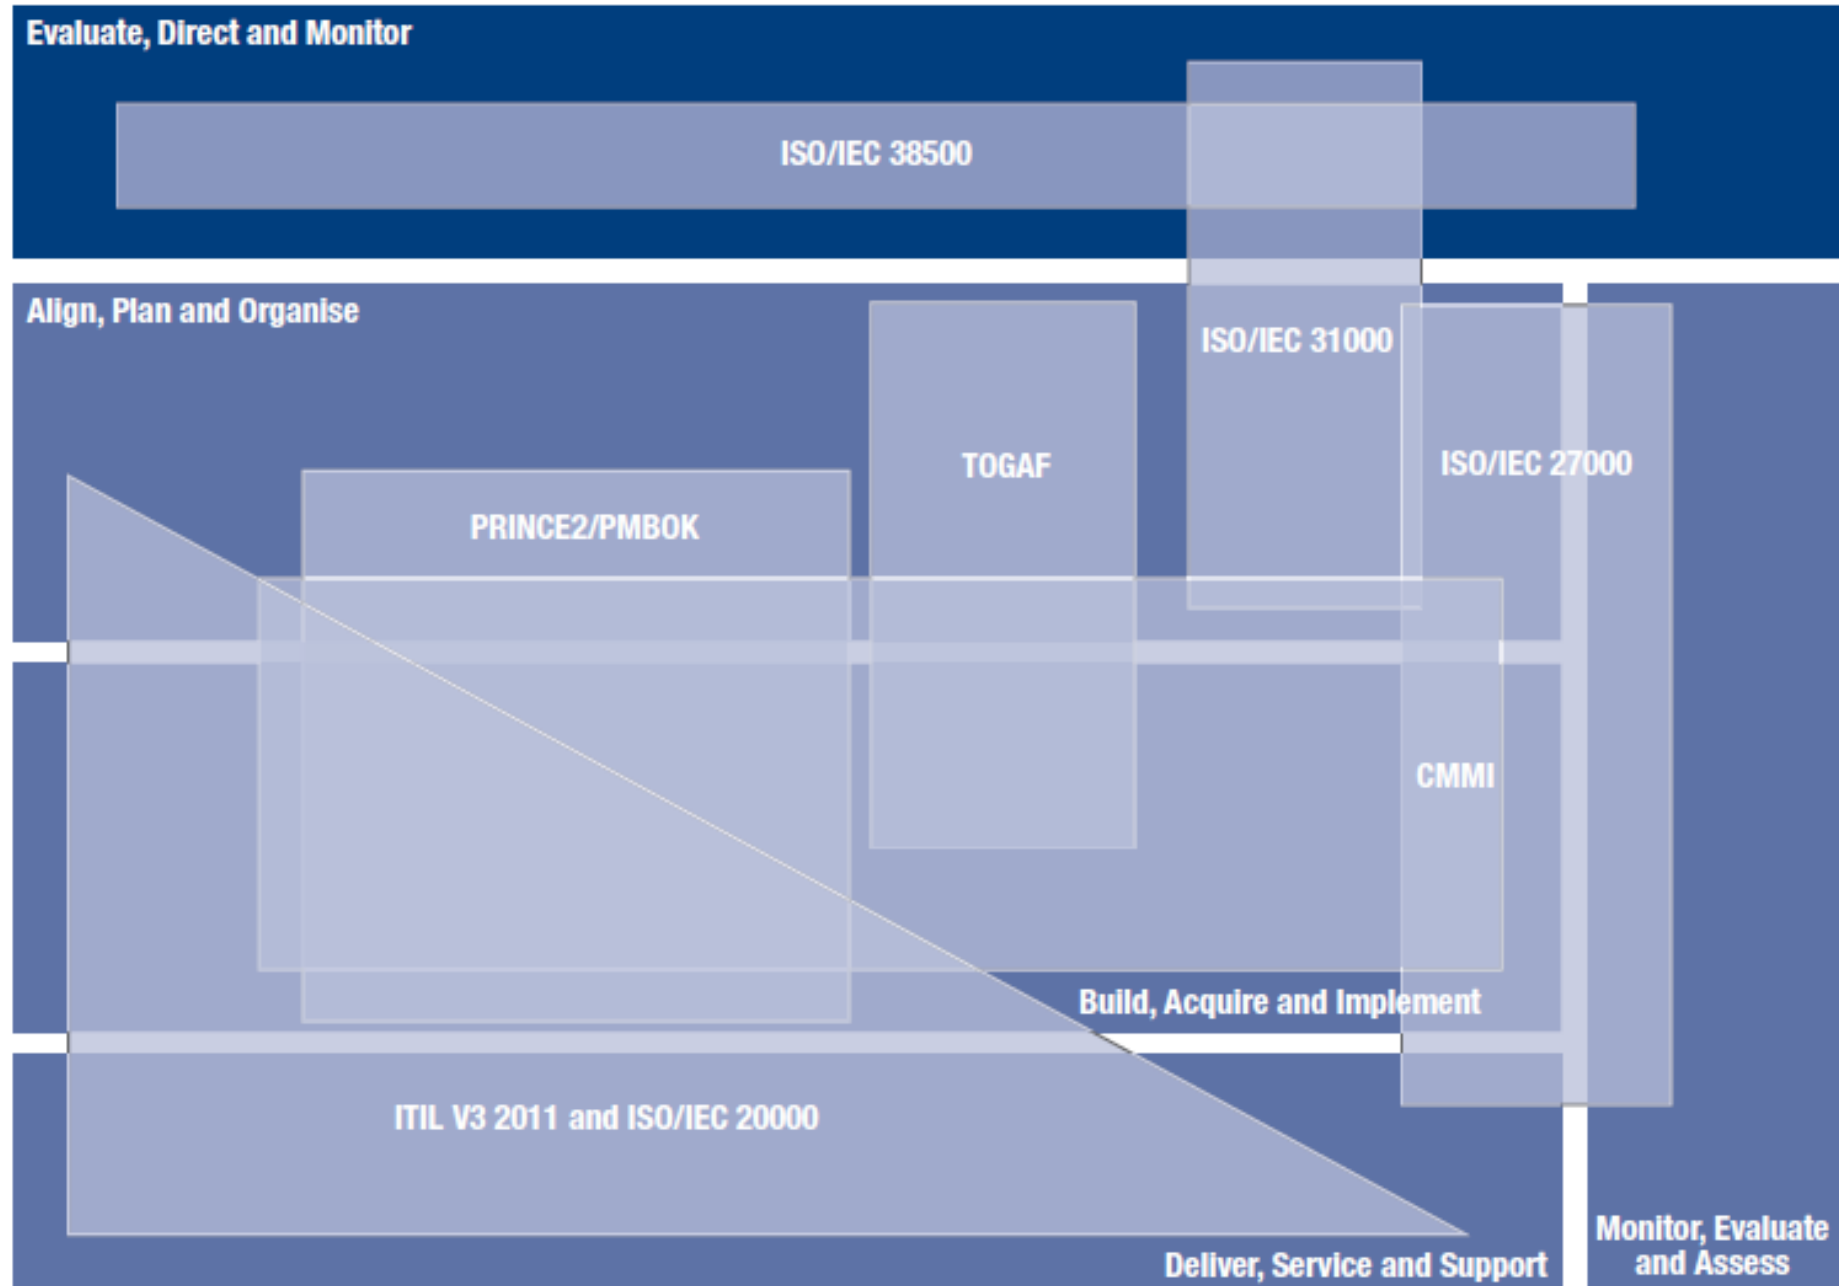 Evaluate, Direct and Monitor
ISO/IEC 38500
Align, Plan and Organise
ISO/IEC 31000
TOGAF
ISO/IEC 27000
PRINCE2/PMBOK
CMMI
Build, Acquire and Implement
ITIL V3 2011 and ISO/IEC 20000
Deliver, Service and Support
Monitor, Evaluate
and Assess